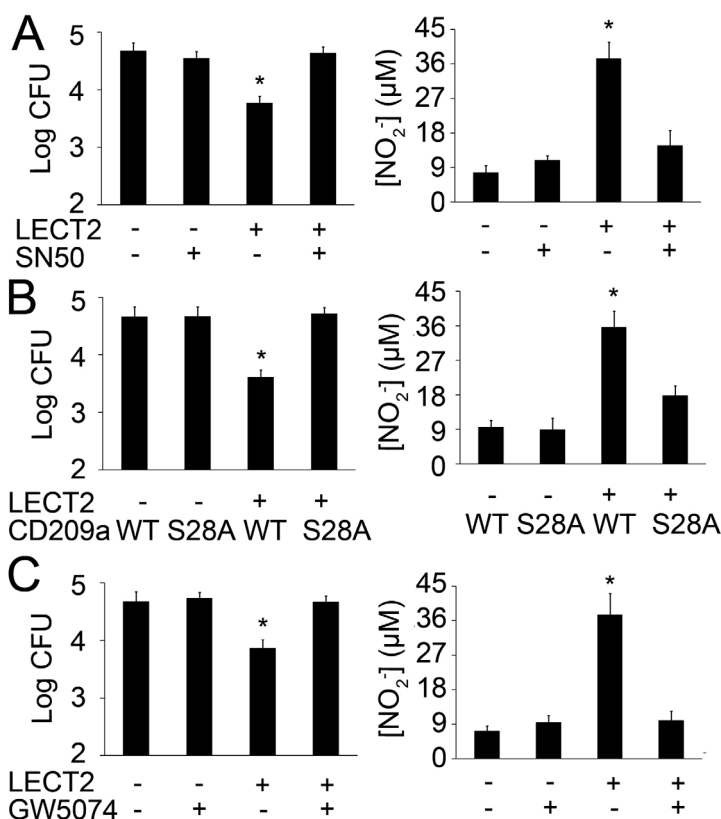 A
Log CFU
5
4
3
2
*
LECT2 - - + +
SN50 - + - +
[NO2-] (µM)
45
36
27
18
9
0
*
- - + +
- + - +
B
Log CFU
5
4
3
2
*
LECT2 - - + +
CD209a WT S28A WT S28A
[NO2-] (µM)
45
36
27
18
9
0
*
- - + +
WT S28A WT S28A
C
Log CFU
5
4
3
2
*
LECT2 - - + +
GW5074 - + - +
[NO2-] (µM)
45
36
27
18
9
0
*
- - + +
- + - +